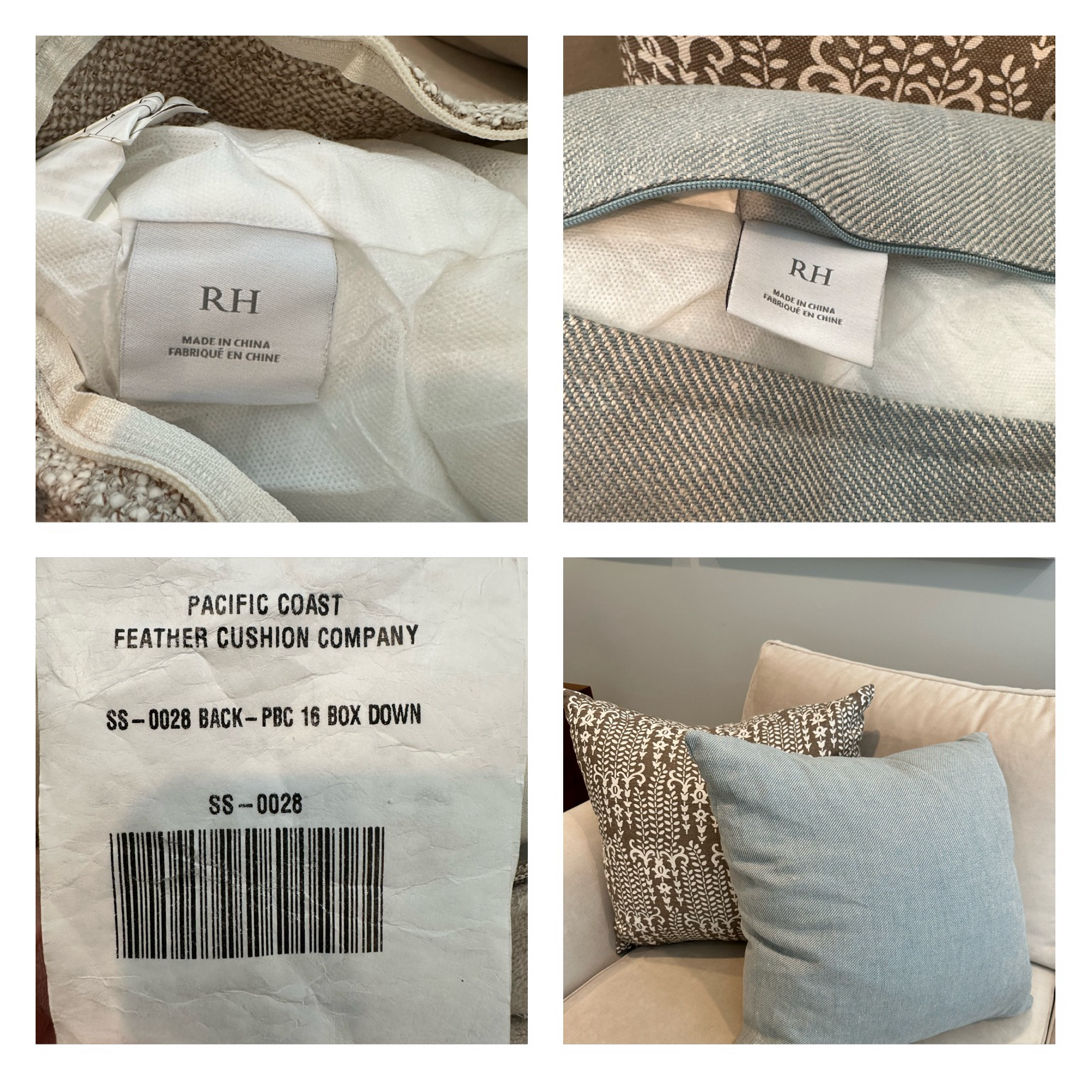 RH
MADE IN CHINA
FABRIQUÉ EN CHINE
RH
MADE IN CHINA
FABRIQUÉ EN CHINE
PACIFIC COAST
FEATHER CUSHION COMPANY
SS-0028 BACK-PBC 16 BOX DOWN
SS-0028